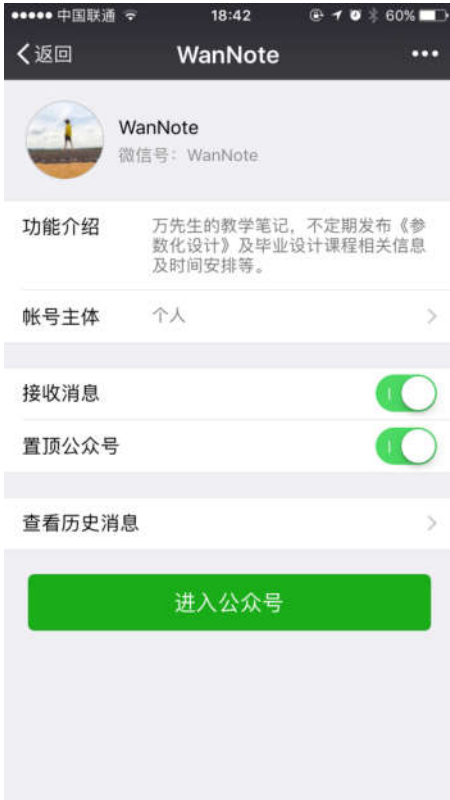 中国联通 18:42 60%
返回 WanNote
WanNote
微信号: WanNote
功能介绍 万先生的教学笔记，不定期发布《参
数化设计》及毕业设计课程相关信息
及时间安排等。
帐号主体 个人
接收消息
置顶公众号
查看历史消息
进入公众号